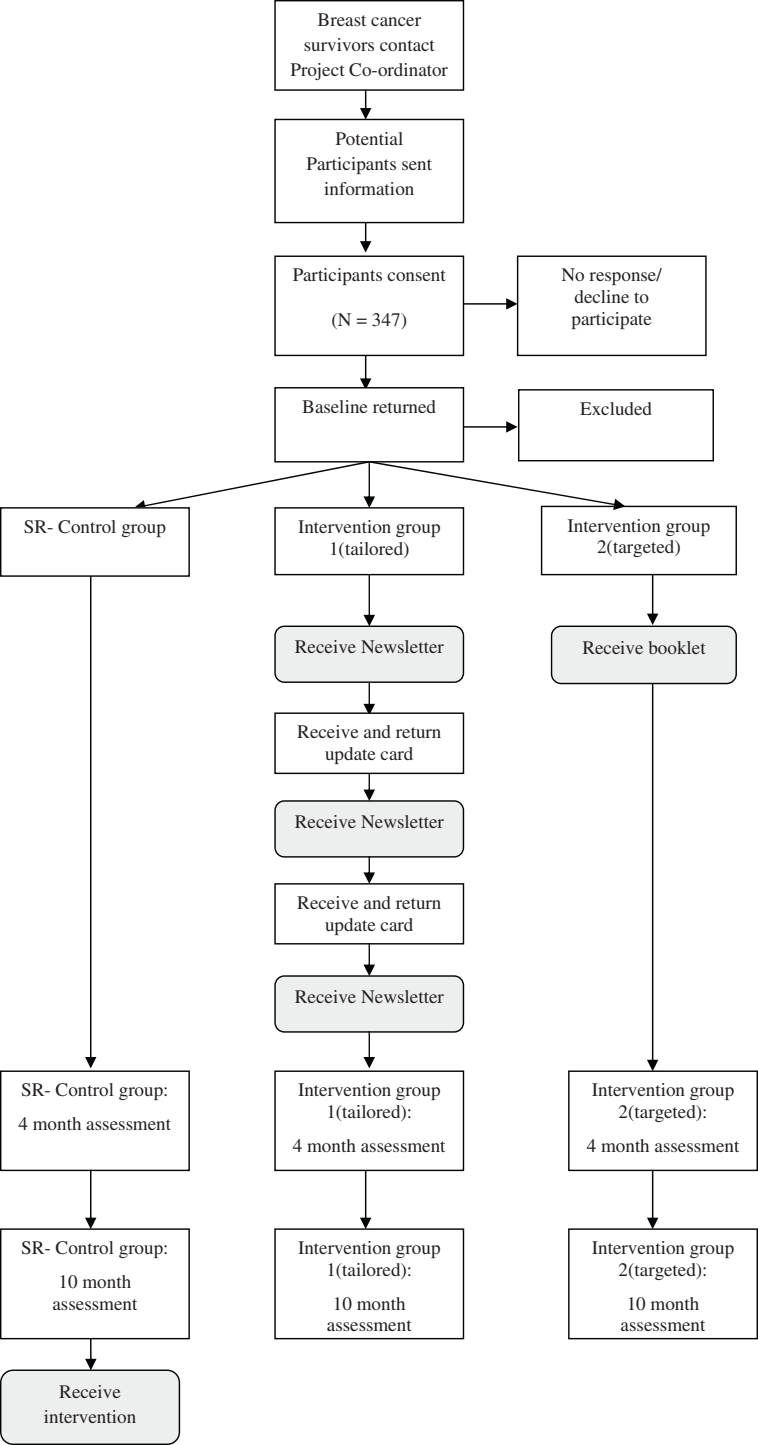 Breast cancer
survivors contact
Project Co-ordinator
Potential
Participants sent
information
Participants consent
(N = 347)
No response/
decline to
participate
Baseline returned
Excluded
SR- Control group
Intervention group
1(tailored)
Intervention group
2(targeted)
Receive Newsletter
Receive booklet
Receive and return
update card
Receive Newsletter
Receive and return
update card
Receive Newsletter
SR- Control group:
4 month assessment
Intervention group
1(tailored):
4 month assessment
Intervention group
2(targeted):
4 month assessment
SR- Control group:
10 month
assessment
Intervention group
1(tailored):
10 month
assessment
Intervention group
2(targeted):
10 month
assessment
Receive
intervention